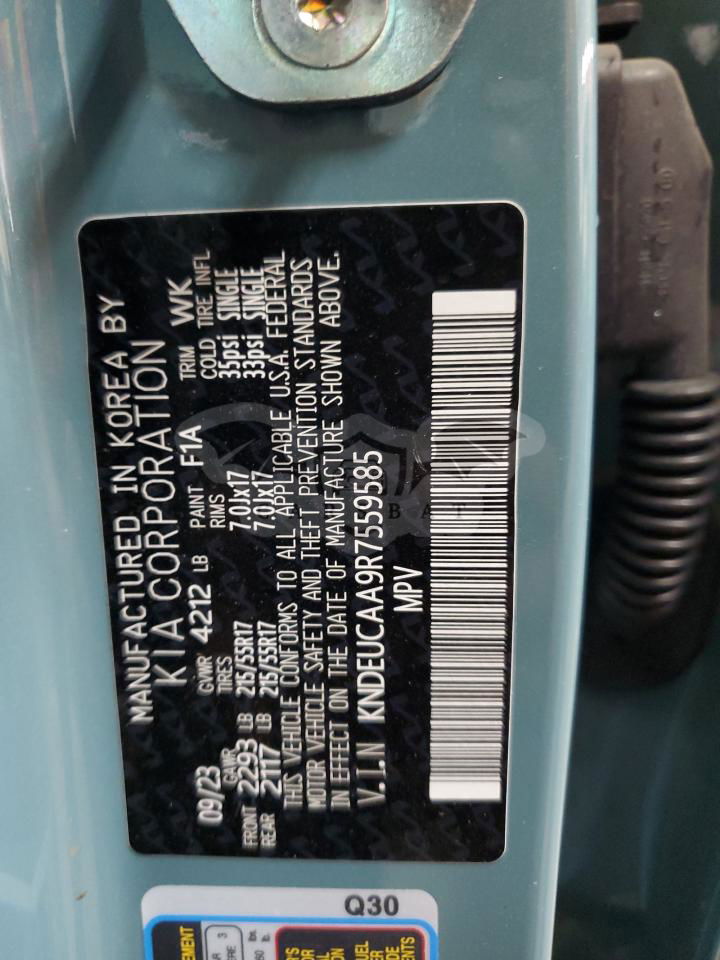 MANUFACTURED IN KOREA BY
KIA CORPORATION
09/23 GVWR 4212 LB PAINT F1A TRIM WK
GAWR TIRES RIMS COLD TIRE INFL
FRONT 2293 LB 215/55R17 7.0Jx17 35psi SINGLE
REAR 2117 LB 215/55R17 7.0Jx17 33psi SINGLE
THIS VEHICLE CONFORMS TO ALL APPLICABLE U.S.A. FEDERAL
MOTOR VEHICLE SAFETY AND THEFT PREVENTION STANDARDS
IN EFFECT ON THE DATE OF MANUFACTURE SHOWN ABOVE.
V.I.N KNDEUCAA9R7559585
MPV
Q30